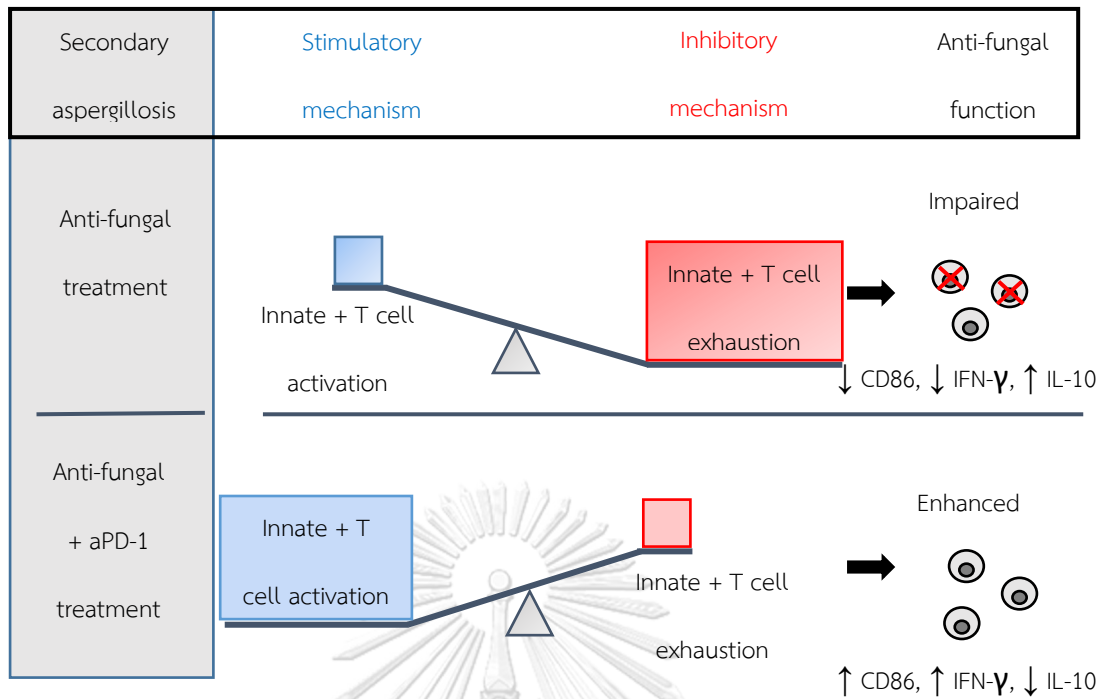 Secondary
aspergillosis
Stimulatory
mechanism
Inhibitory
mechanism
Anti-fungal
function
Anti-fungal
treatment
Innate + T cell
activation
Innate + T cell
exhaustion
Impaired
↓ CD86, ↓ IFN-γ, ↑ IL-10
Anti-fungal
+ aPD-1
treatment
Innate + T
cell activation
Innate + T cell
exhaustion
Enhanced
↑ CD86, ↑ IFN-γ, ↓ IL-10